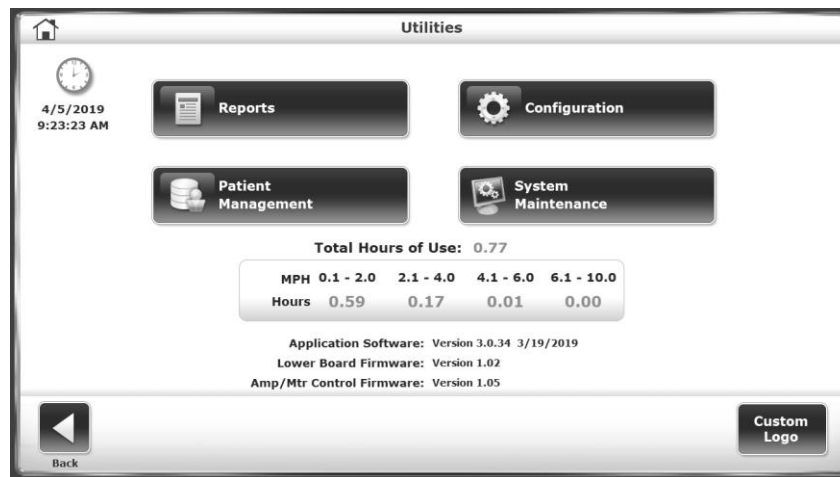 Utilities
4/5/2019
9:23:23 AM
Reports
Configuration
Patient
Management
System
Maintenance
Total Hours of Use: 0.77
MPH 0.1 - 2.0 2.1 - 4.0 4.1 - 6.0 6.1 - 10.0
Hours 0.59 0.17 0.01 0.00
Application Software: Version 3.0.34 3/19/2019
Lower Board Firmware: Version 1.02
Amp/Mtr Control Firmware: Version 1.05
Back
Custom
Logo